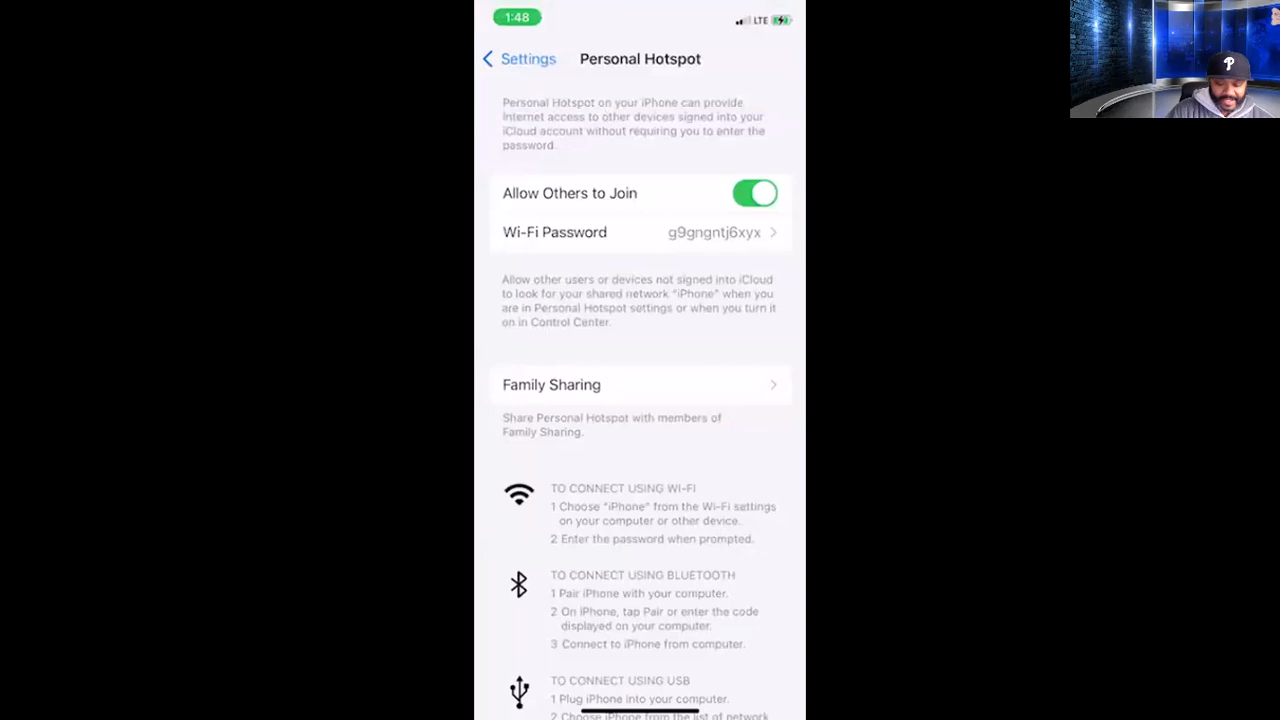 1:48
LTE
Settings
Personal Hotspot
Personal Hotspot on your iPhone can provide
Internet access to other devices signed into your
iCloud account without requiring you to enter the
password.
Allow Others to Join
Wi-Fi Password g9gngntj6xyx
Allow other users or devices not signed into iCloud
to look for your shared network “iPhone” when you
are in Personal Hotspot settings or when you turn it
on in Control Center.
Family Sharing
Share Personal Hotspot with members of
Family Sharing.
TO CONNECT USING WI-FI
1 Choose “iPhone” from the Wi-Fi settings
on your computer or other device.
2 Enter the password when prompted.
TO CONNECT USING BLUETOOTH
1 Pair iPhone with your computer.
2 On iPhone, tap Pair or enter the code
displayed on your computer.
3 Connect to iPhone from computer.
TO CONNECT USING USB
1 Plug iPhone into your computer.
2 Choose iPhone from the list of network
P